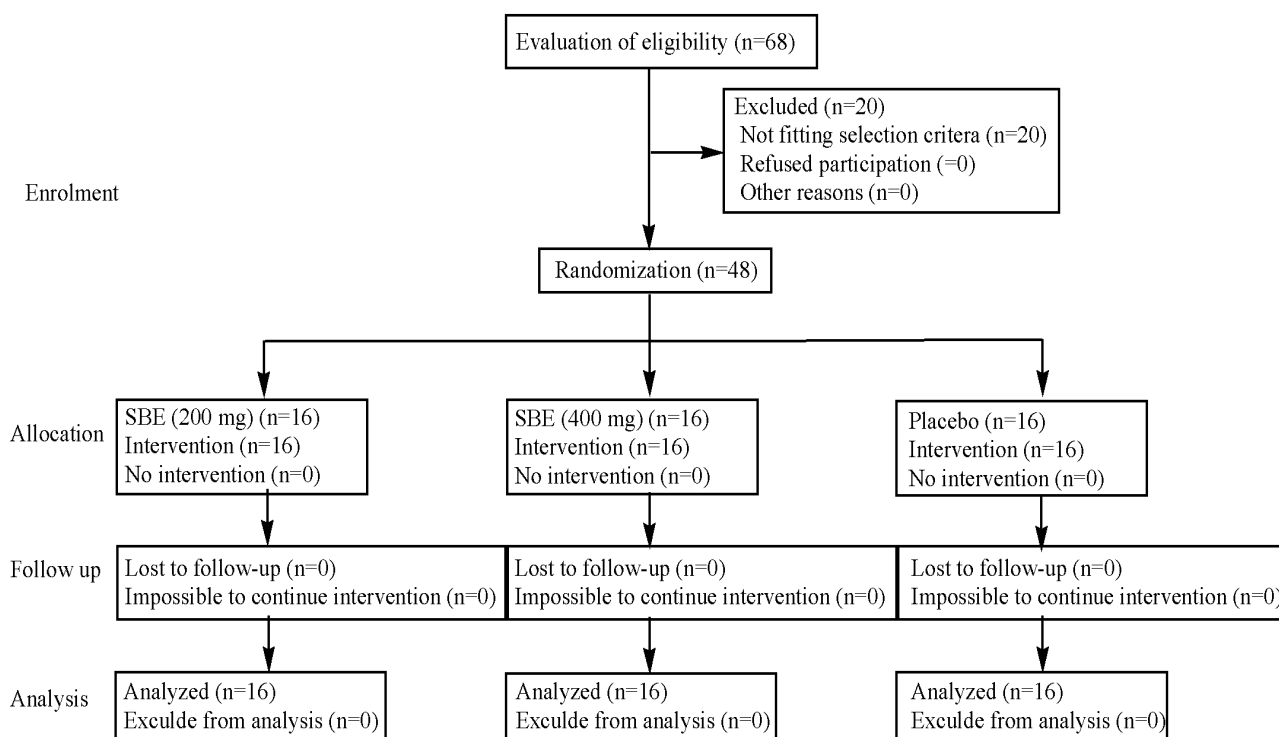 Evaluation of eligibility (n=68)
Excluded (n=20)
Not fitting selection critera (n=20)
Refused participation (=0)
Other reasons (n=0)
Enrolment
Randomization (n=48)
Allocation
SBE (200 mg) (n=16)
Intervention (n=16)
No intervention (n=0)
SBE (400 mg) (n=16)
Intervention (n=16)
No intervention (n=0)
Placebo (n=16)
Intervention (n=16)
No intervention (n=0)
Follow up
Lost to follow-up (n=0)
Impossible to continue intervention (n=0)
Lost to follow-up (n=0)
Impossible to continue intervention (n=0)
Lost to follow-up (n=0)
Impossible to continue intervention (n=0)
Analysis
Analyzed (n=16)
Exculde from analysis (n=0)
Analyzed (n=16)
Exculde from analysis (n=0)
Analyzed (n=16)
Exculde from analysis (n=0)